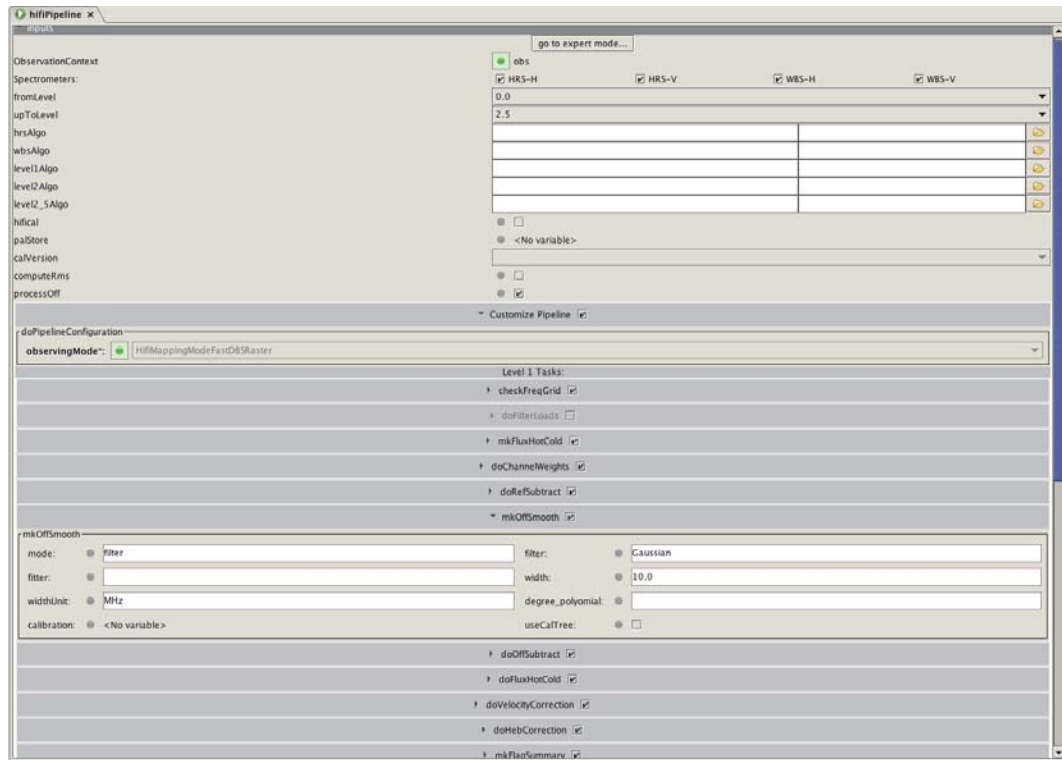 hifiPipeline ×
Inputs
go to expert mode...
ObservationContext obs
Spectrometers: HRS-H HRS-V WBS-H WBS-V
fromLevel 0.0
upToLevel 2.5
hrsAlgo
wbsAlgo
level1Algo
level2Algo
level2_5Algo
hifical
palStore <No variable>
calVersion
computeRms
processOff
Customize Pipeline
doPipelineConfiguration
observingMode*: HifiMappingModeFastDBSRaster
Level 1 Tasks:
checkFreqGrid
doFilterLoads
mkFluxHotCold
doChannelWeights
doRefSubtract
mkOffSmooth
mkOffSmooth
mode: filter filter: Gaussian
fitter: width: 10.0
widthUnit: MHz degree_polyomial:
calibration: <No variable> useCalTree:
doOffSubtract
doFluxHotCold
doVelocityCorrection
doHebCorrection
mkFlagSummary